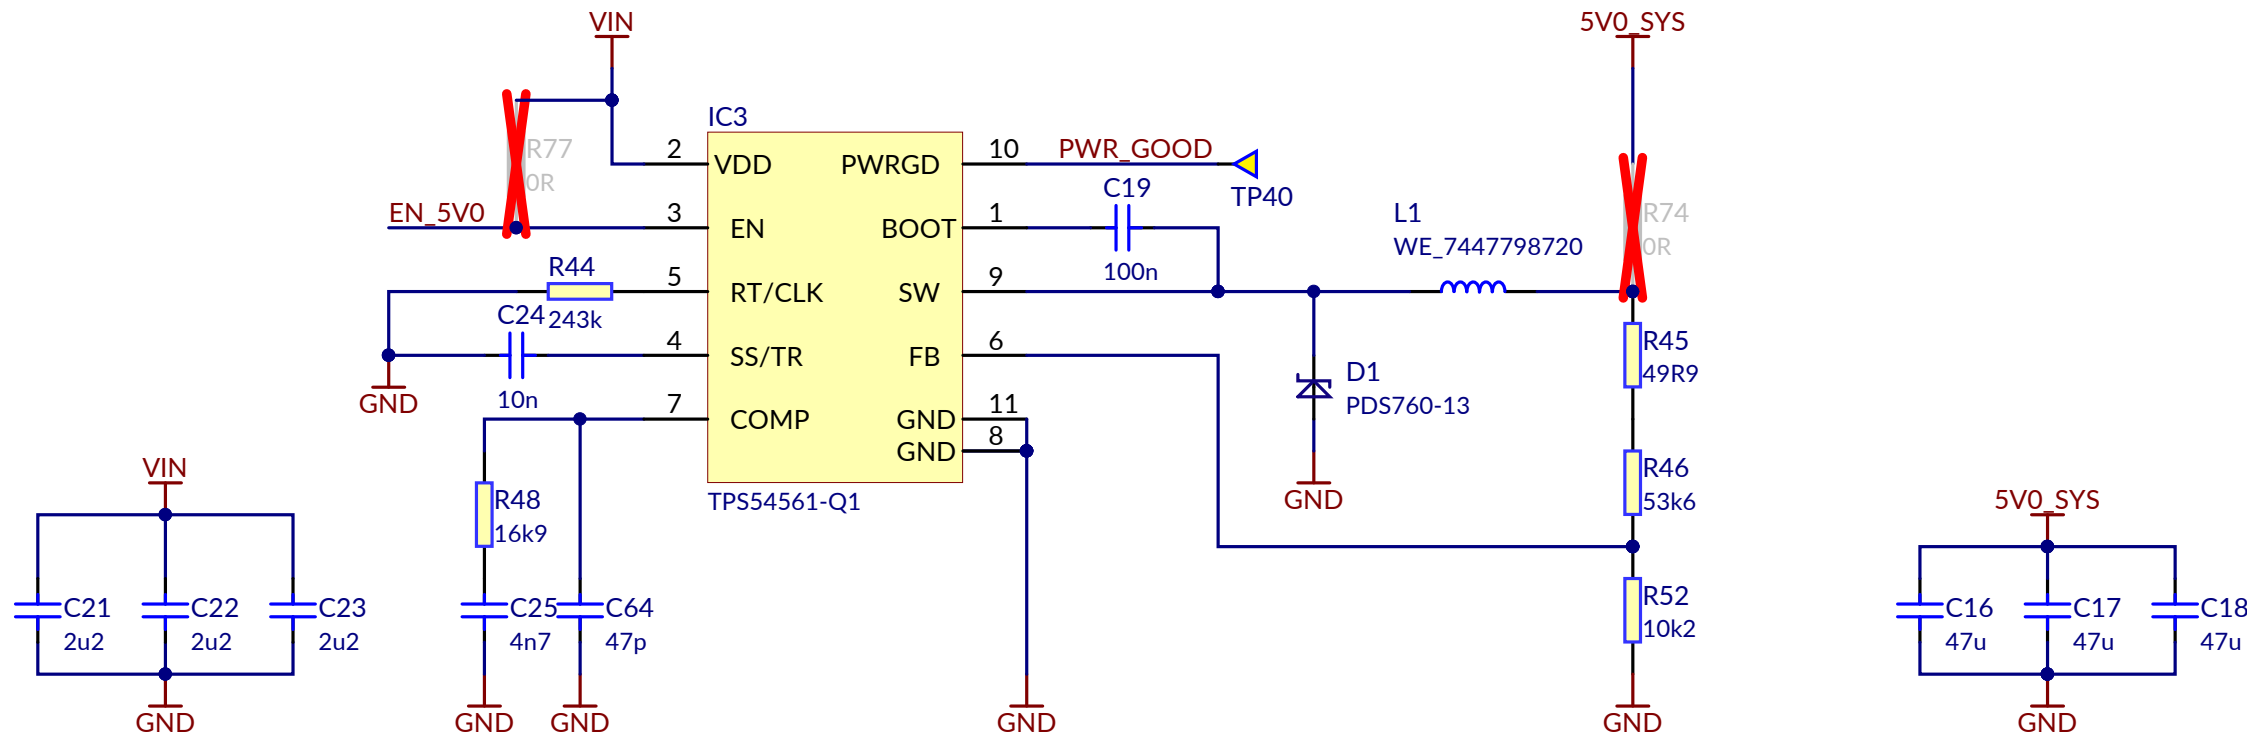 VIN
5V0_SYS
IC3
R77
0R
2
VDD
PWRGD
10
PWR_GOOD
TP40
EN_5V0
3
EN
BOOT
1
C19
100n
L1
WE_7447798720
R74
0R
R44
243k
5
RT/CLK
SW
9
C24
10n
4
SS/TR
FB
6
GND
7
COMP
GND
11
GND
8
TPS54561-Q1
D1
PDS760-13
GND
R45
49R9
R46
53k6
R52
10k2
GND
VIN
C21
2u2
C22
2u2
C23
2u2
GND
R48
16k9
C25
4n7
C64
47p
GND
GND
GND
5V0_SYS
C16
47u
C17
47u
C18
47u
GND